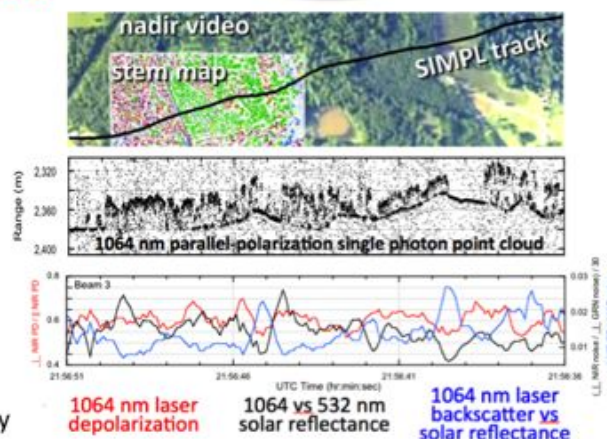 nadir video
stem map
SIMPL track
Range (m)
2,320
2,360
2,400
1064 nm parallel-polarization single photon point cloud
0.8
0.6
0.4
Beam 3
0.03
0.02
0.01
21:56:51
21:56:46
21:56:41
21:56:36
UTC Time (hr:min:sec)
1064 nm laser
depolarization
1064 vs 532 nm
solar reflectance
1064 nm laser
backscatter vs
solar reflectance